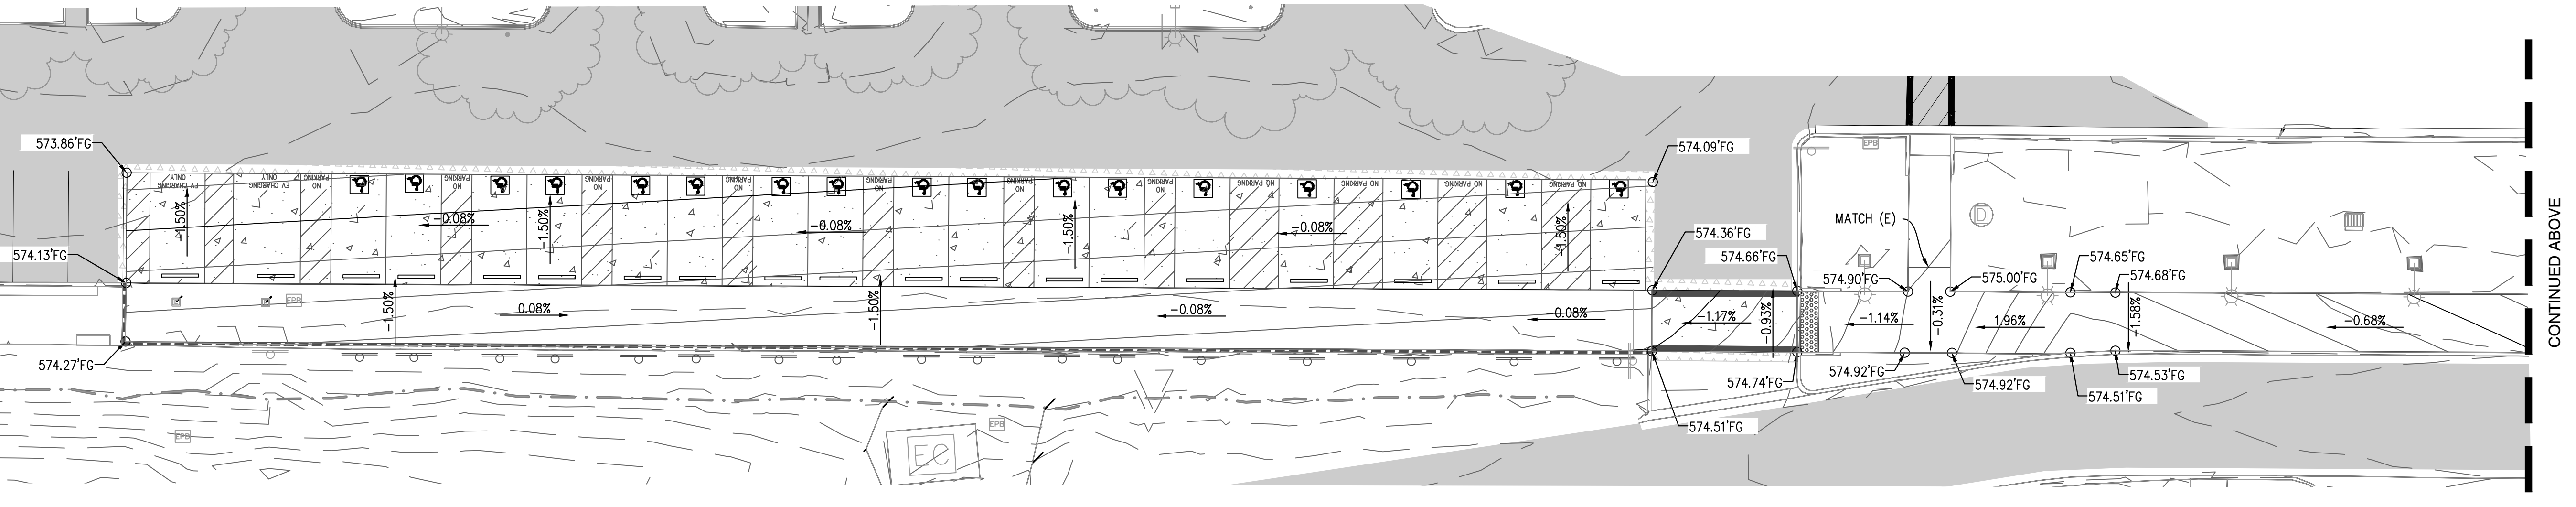 573.86'FG
574.13'FG
574.27'FG
EV CHARGING
ONLY
EV CHARGING
ONLY
NO
PARKING
NO
PARKING
NO
PARKING
NO
PARKING
NO
PARKING
NO
PARKING
NO
PARKING
NO PARKING
NO PARKING
NO PARKING
NO PARKING
-1.50%
-0.08%
-1.50%
-0.08%
-1.50%
-0.08%
-1.50%
EPB
-1.50%
0.08%
-1.50%
-0.08%
-0.08%
574.09'FG
574.36'FG
574.66'FG
-1.17%
-0.93%
574.74'FG
574.51'FG
EPB
MATCH (E)
D
574.90'FG
575.00'FG
574.65'FG
574.68'FG
-1.14%
-0.31%
1.96%
-1.58%
-0.68%
574.92'FG
574.92'FG
574.51'FG
574.53'FG
EPB
EPB
EC
CONTINUED ABOVE